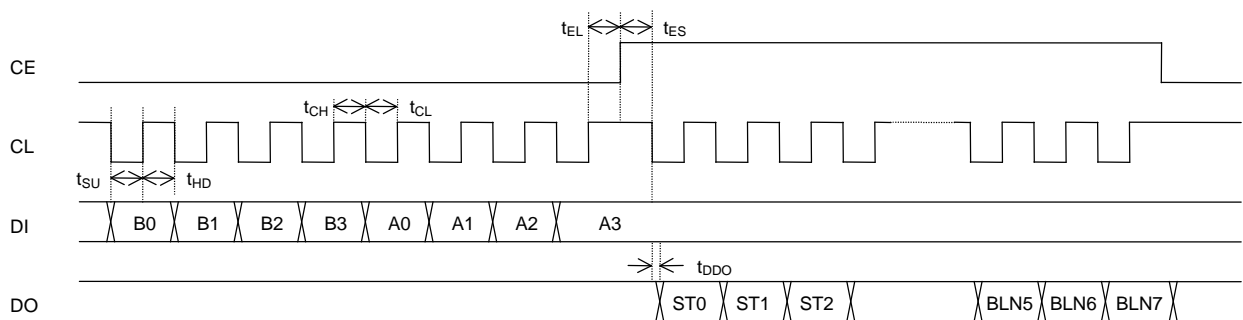 tEL tES
CE
tCH tCL
CL
tSU tHD
DI B0 B1 B2 B3 A0 A1 A2 A3
tDDO
DO ST0 ST1 ST2 BLN5 BLN6 BLN7